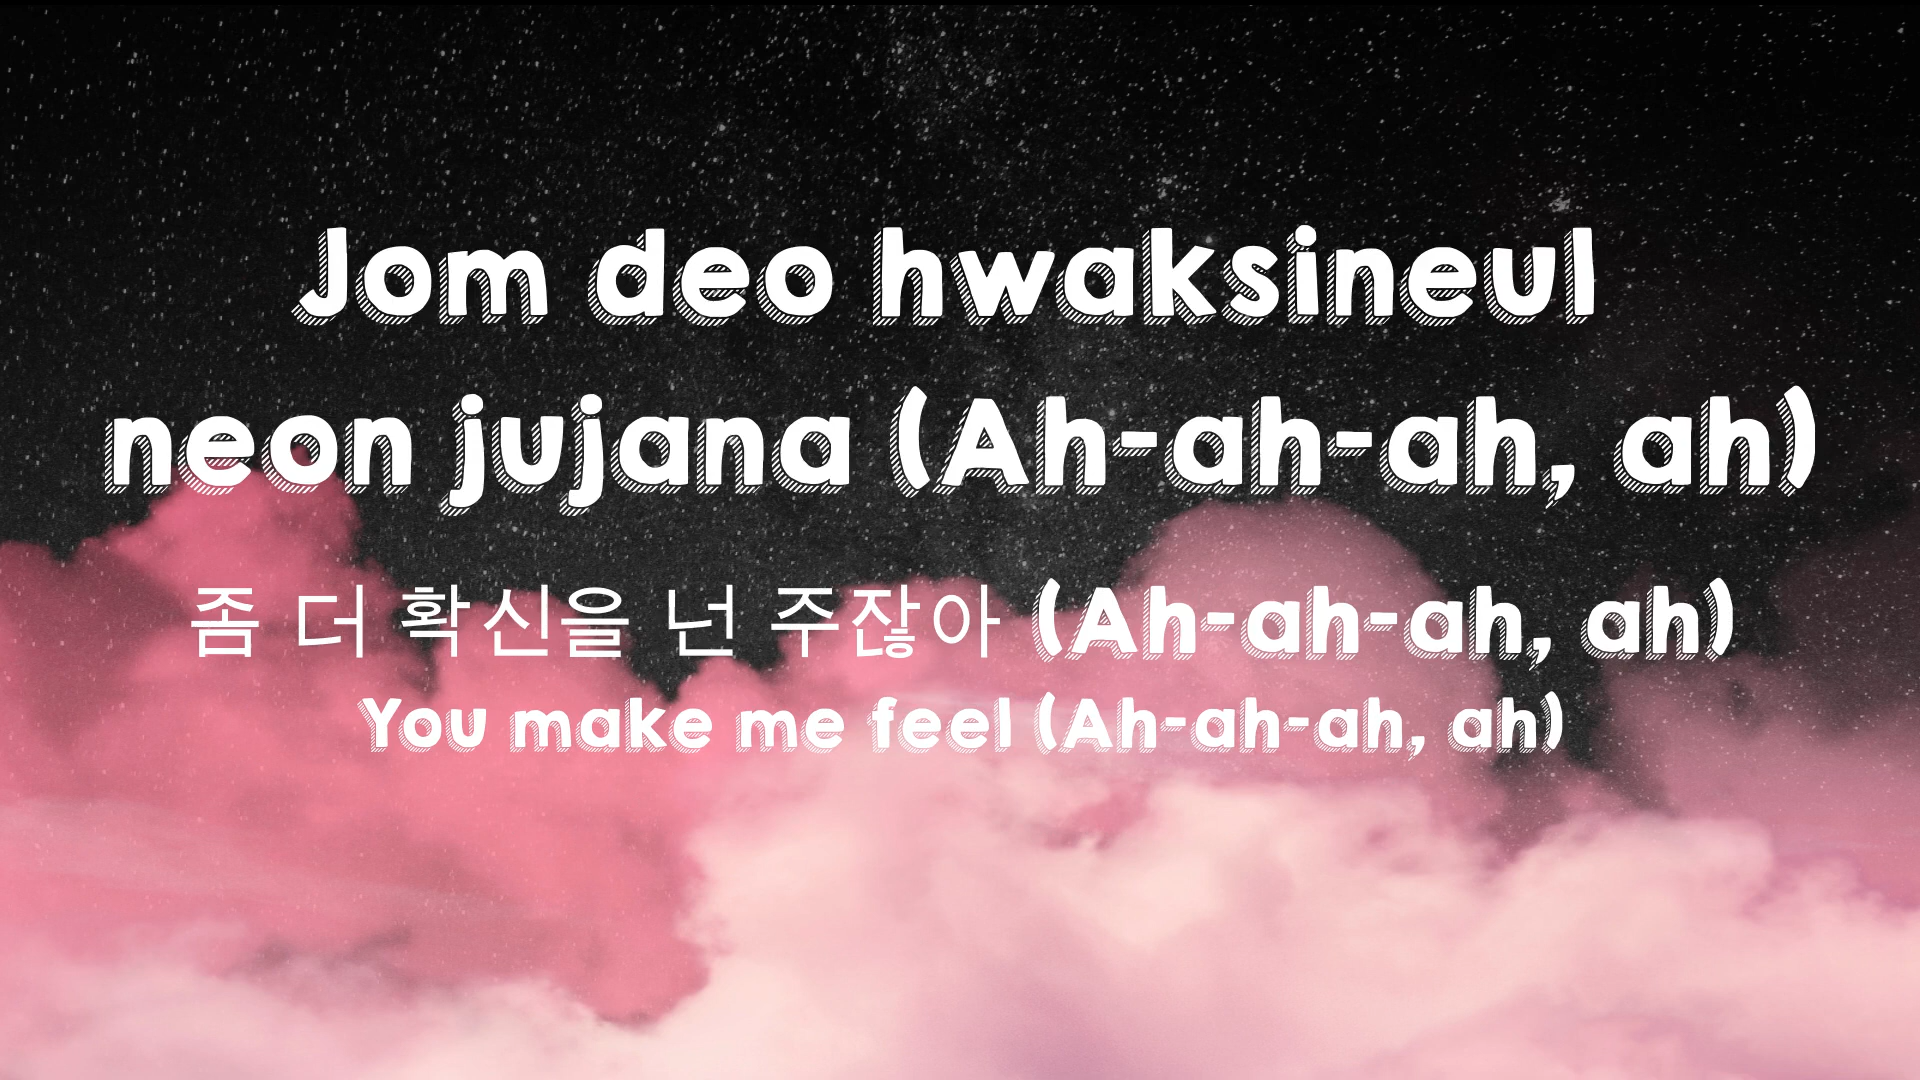 Jom deo hwaksineul
neon jujana (Ah-ah-ah, ah)
좀 더 확신을 넌 주잖아 (Ah-ah-ah, ah)
You make me feel (Ah-ah-ah, ah)